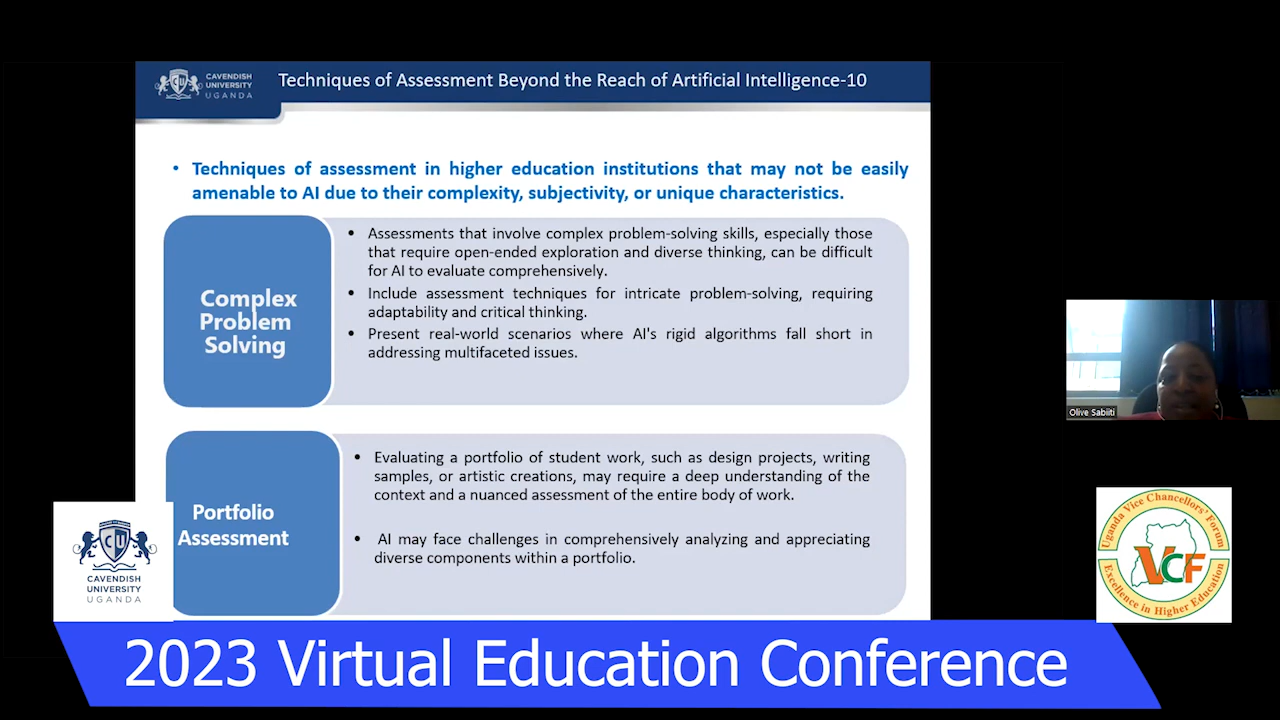 CAVENDISH
UNIVERSITY
UGANDA
CU
Techniques of Assessment Beyond the Reach of Artificial Intelligence-10
• Techniques of assessment in higher education institutions that may not be easily
amenable to AI due to their complexity, subjectivity, or unique characteristics.
Complex
Problem
Solving
• Assessments that involve complex problem-solving skills, especially those
that require open-ended exploration and diverse thinking, can be difficult
for AI to evaluate comprehensively.
• Include assessment techniques for intricate problem-solving, requiring
adaptability and critical thinking.
• Present real-world scenarios where AI's rigid algorithms fall short in
addressing multifaceted issues.
Portfolio
Assessment
• Evaluating a portfolio of student work, such as design projects, writing
samples, or artistic creations, may require a deep understanding of the
context and a nuanced assessment of the entire body of work.
• AI may face challenges in comprehensively analyzing and appreciating
diverse components within a portfolio.
Olive Sabiiti
CU
CAVENDISH
UNIVERSITY
UGANDA
Uganda Vice Chancellors' Forum
VCF
Excellence in Higher Education
2023 Virtual Education Conference